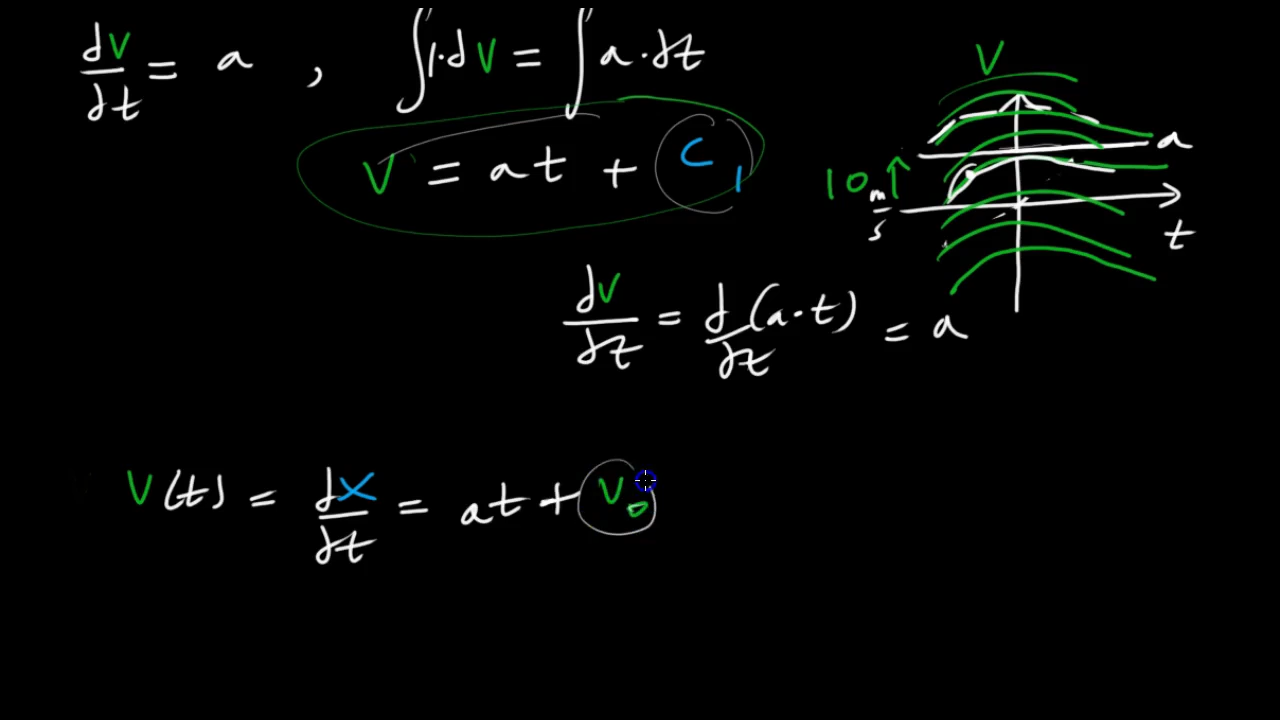 dv/dt = a , ∫1·dv = ∫a·dt
v = at + C₁
v
a
10 m/s ↑
t
dv/dt = d/dt (a·t) = a
v(t) = dx/dt = at + v₀